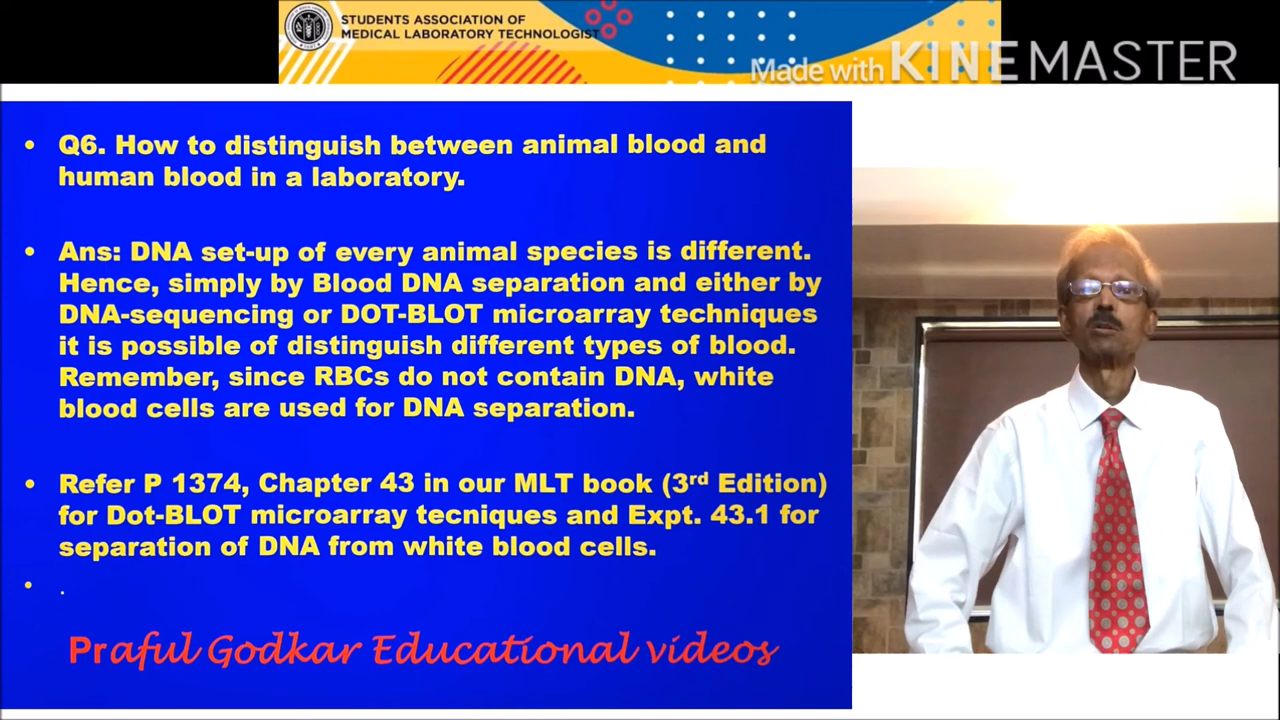 STUDENTS ASSOCIATION OF
MEDICAL LABORATORY TECHNOLOGIST
Made with KINEMASTER
• Q6. How to distinguish between animal blood and
human blood in a laboratory.
• Ans: DNA set-up of every animal species is different.
Hence, simply by Blood DNA separation and either by
DNA-sequencing or DOT-BLOT microarray techniques
it is possible of distinguish different types of blood.
Remember, since RBCs do not contain DNA, white
blood cells are used for DNA separation.
• Refer P 1374, Chapter 43 in our MLT book (3rd Edition)
for Dot-BLOT microarray tecniques and Expt. 43.1 for
separation of DNA from white blood cells.
• .
Praful Godkar Educational videos